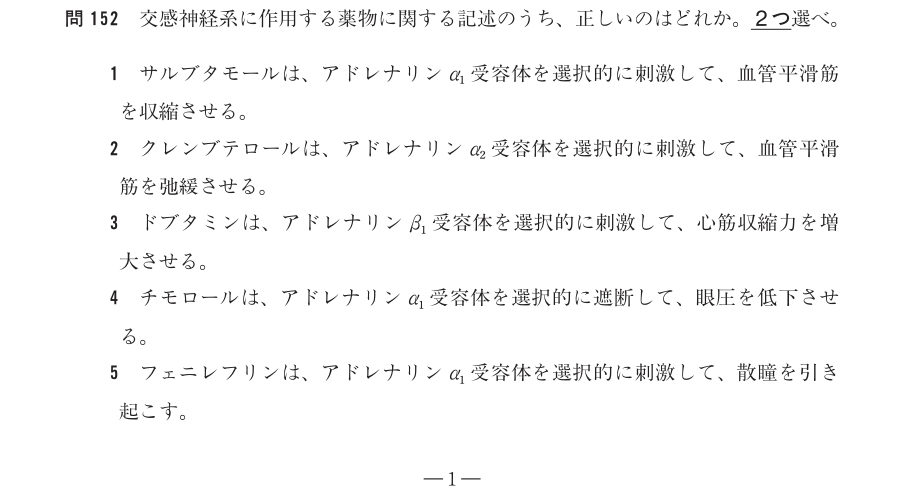 問 152 交感神経系に作用する薬物に関する記述のうち、正しいのはどれか。2つ選べ。
1 サルブタモールは、アドレナリン α₁ 受容体を選択的に刺激して、血管平滑筋
を収縮させる。
2 クレンブテロールは、アドレナリン α₂ 受容体を選択的に刺激して、血管平滑
筋を弛緩させる。
3 ドブタミンは、アドレナリン β₁ 受容体を選択的に刺激して、心筋収縮力を増
大させる。
4 チモロールは、アドレナリン α₁ 受容体を選択的に遮断して、眼圧を低下させ
る。
5 フェニレフリンは、アドレナリン α₁ 受容体を選択的に刺激して、散瞳を引き
起こす。
― 1 ―